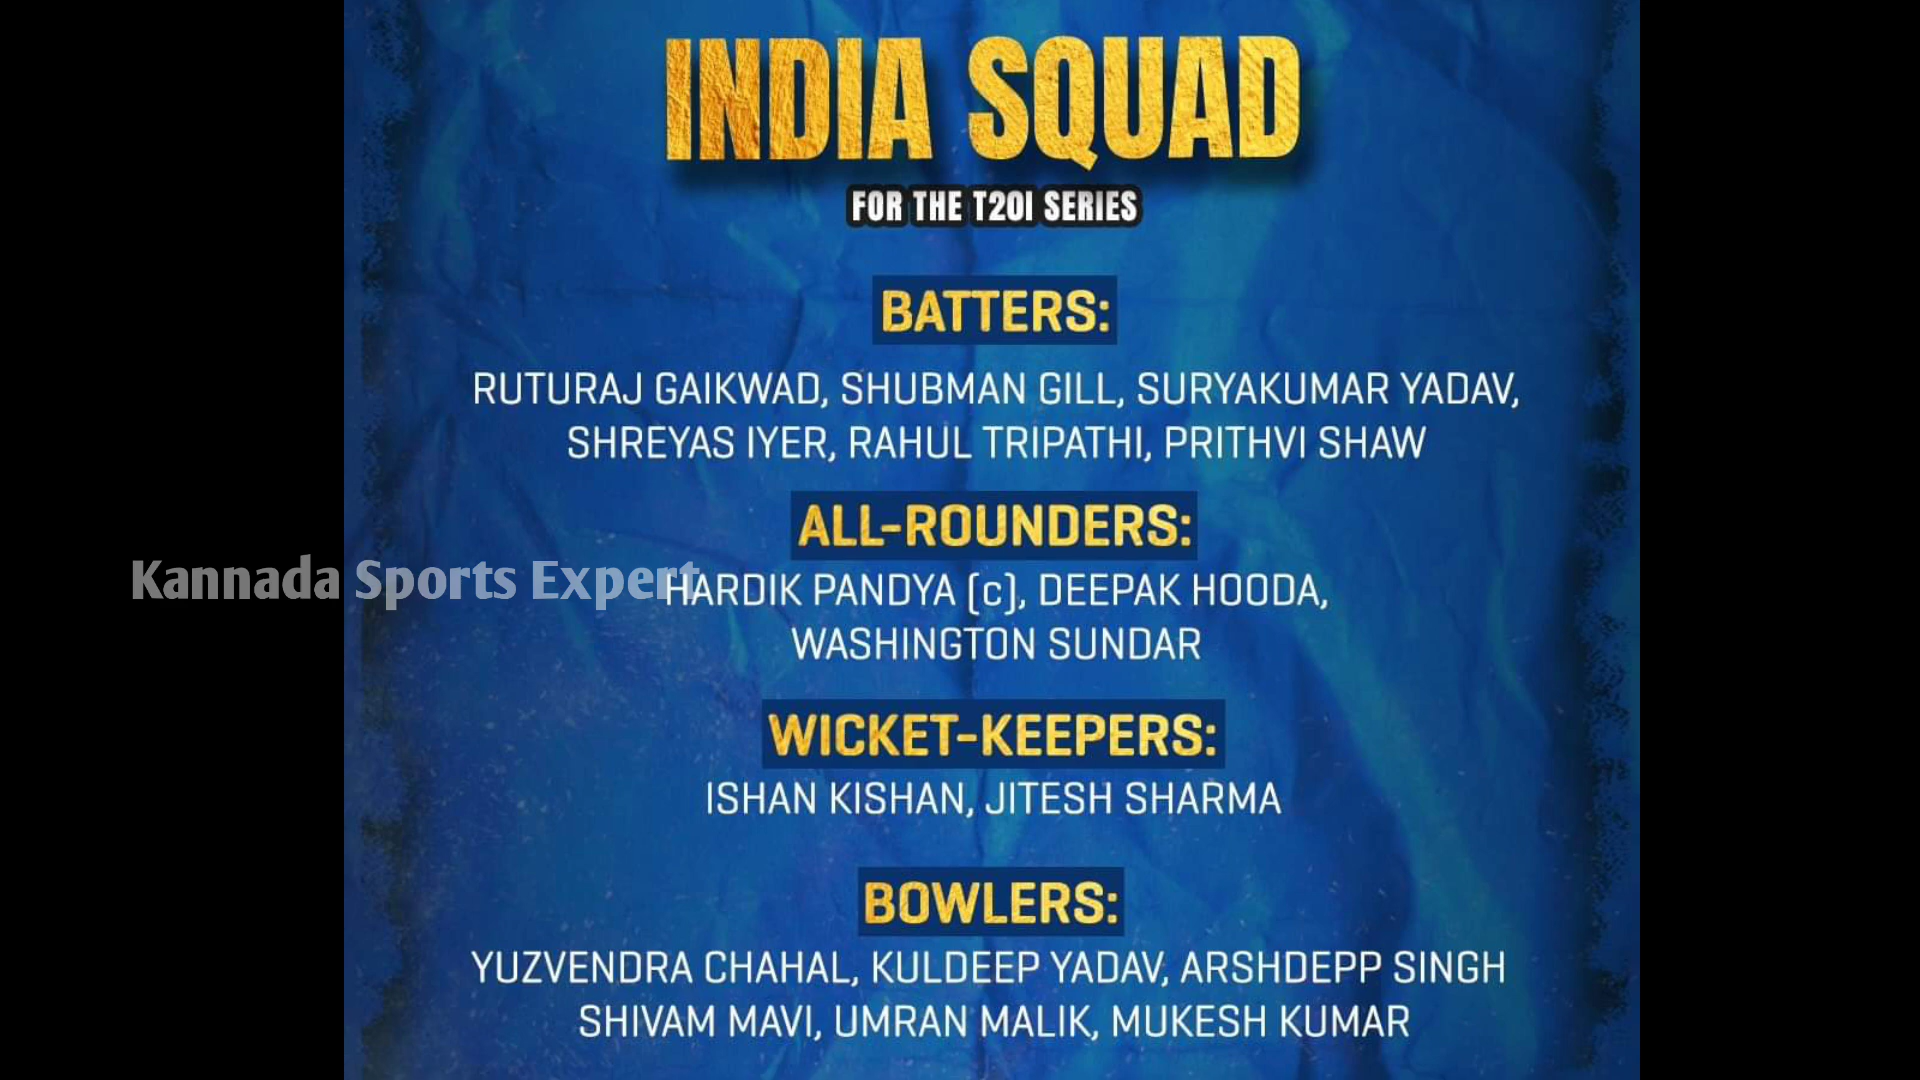 INDIA SQUAD
FOR THE T20I SERIES
BATTERS:
RUTURAJ GAIKWAD, SHUBMAN GILL, SURYAKUMAR YADAV,
SHREYAS IYER, RAHUL TRIPATHI, PRITHVI SHAW
ALL-ROUNDERS:
Kannada Sports Expert
HARDIK PANDYA (c), DEEPAK HOODA,
WASHINGTON SUNDAR
WICKET-KEEPERS:
ISHAN KISHAN, JITESH SHARMA
BOWLERS:
YUZVENDRA CHAHAL, KULDEEP YADAV, ARSHDEPP SINGH
SHIVAM MAVI, UMRAN MALIK, MUKESH KUMAR